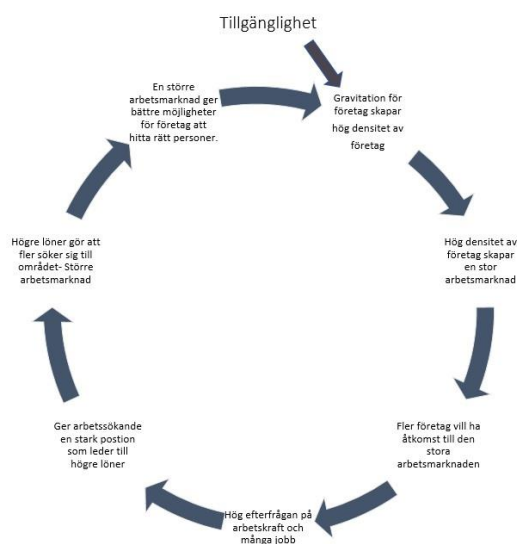 Tillgänglighet
Gravitation för
företag skapar
hög densitet av
företag
Hög densitet av
företag skapar
en stor
arbetsmarknad
Fler företag vill ha
åtkomst till den
stora
arbetsmarknaden
Hög efterfrågan på
arbetskraft och
många jobb
Ger arbetssökande
en stark postion
som leder till
högre löner
Högre löner gör att
fler söker sig till
området- Större
arbetsmarknad
En större
arbetsmarknad ger
bättre möjligheter
för företag att
hitta rätt personer.